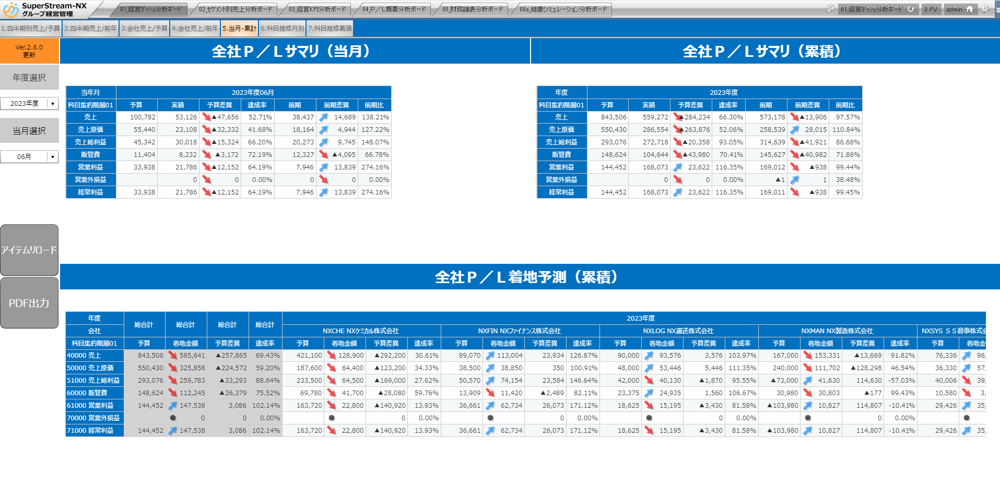 SuperStream-NX
グループ経営管理
01_経営ﾀﾞｯｼｭ分析ﾎﾞｰﾄﾞ 02_ｾｸﾞﾒﾝﾄ別売上分析ボード 03_経営KPI分析ボード 04_P／L概要分析ボード 05_財務諸表分析ボード 06a_組織シミュレーション分析ボード 01_経営ﾀﾞｯｼｭ分析ﾎﾞｰﾄﾞ 3 PV admin
1.四半期別売上/予算 2.四半期売上/前年 3.会社売上/予算 4.会社売上/前年 5.当月・累計 6.科目推移月別 7.科目推移累積
Ver.2.6.0
更新
年度選択
2023年度
当月選択
06月
アイテムリロード
PDF出力
全社Ｐ／Ｌサマリ（当月）
当年月 2023年度06月
科目集約階層01 予算 実績 予算差異 達成率 前期 前期差異 前期比
売上 100,782 53,126 ▲47,656 52.71% 38,437 14,689 138.21%
売上原価 55,440 23,108 ▲32,332 41.68% 18,164 4,944 127.22%
売上総利益 45,342 30,018 ▲15,324 66.20% 20,273 9,745 148.07%
販管費 11,404 8,232 ▲3,172 72.19% 12,327 ▲4,095 66.78%
営業利益 33,938 21,786 ▲12,152 64.19% 7,946 13,839 274.16%
営業外損益 0 0 0.00% 0 0 0.00%
経常利益 33,938 21,786 ▲12,152 64.19% 7,946 13,839 274.16%
全社Ｐ／Ｌサマリ（累積）
年度 2023年度
科目集約階層01 予算 実績 予算差異 達成率 前期 前期差異 前期比
売上 843,506 559,272 ▲284,234 66.30% 573,178 ▲13,906 97.57%
売上原価 550,430 286,554 ▲263,876 52.06% 258,539 28,015 110.84%
売上総利益 293,076 272,718 ▲20,358 93.05% 314,639 ▲41,921 86.68%
販管費 148,624 104,644 ▲43,980 70.41% 145,627 ▲40,982 71.86%
営業利益 144,452 168,073 23,622 116.35% 169,012 ▲938 99.44%
営業外損益 0 0 0.00% ▲1 1 38.48%
経常利益 144,452 168,073 23,622 116.35% 169,011 ▲938 99.45%
全社Ｐ／Ｌ着地予測（累積）
年度 総合計 総合計 総合計 総合計 2023年度
会社 NXCHE NXケミカル株式会社 NXFIN NXファイナンス株式会社 NXLOG NX運送株式会社 NXMAN NX製造株式会社 NXSYS ＳＳ商事株式会
科目集約階層01 予算 着地金額 予算差異 達成率 予算 着地金額 予算差異 達成率 予算 着地金額 予算差異 達成率 予算 着地金額 予算差異 達成率 予算 着地金額 予算差異 達成率 予算 着地金
40000 売上 843,506 585,641 ▲257,865 69.43% 421,100 128,900 ▲292,200 30.61% 89,070 113,004 23,934 126.87% 90,000 93,576 3,576 103.97% 167,000 153,331 ▲13,669 91.82% 76,336 96,
50000 売上原価 550,430 325,858 ▲224,572 59.20% 187,600 64,400 ▲123,200 34.33% 38,500 38,850 350 100.91% 48,000 53,446 5,446 111.35% 240,000 111,702 ▲128,298 46.54% 36,330 57,
51000 売上総利益 293,076 259,783 ▲33,293 88.64% 233,500 64,500 ▲169,000 27.62% 50,570 74,154 23,584 146.64% 42,000 40,130 ▲1,870 95.55% ▲73,000 41,630 114,630 -57.03% 40,006 39,
60000 販管費 148,624 112,245 ▲36,379 75.52% 69,780 41,700 ▲28,080 59.76% 13,909 11,420 ▲2,489 82.11% 23,375 24,935 1,560 106.67% 30,980 30,803 ▲177 99.43% 10,580 3,
61000 営業利益 144,452 147,538 3,086 102.14% 163,720 22,800 ▲140,920 13.93% 36,661 62,734 26,073 171.12% 18,625 15,195 ▲3,430 81.58% ▲103,980 10,827 114,807 -10.41% 29,426 35,
70000 営業外損益 0 0 0.00% 0 0.00% 0 0.00% 0 0.00% 0 0.00%
71000 経常利益 144,452 147,538 3,086 102.14% 163,720 22,800 ▲140,920 13.93% 36,661 62,734 26,073 171.12% 18,625 15,195 ▲3,430 81.58% ▲103,980 10,827 114,807 -10.41% 29,426 35,